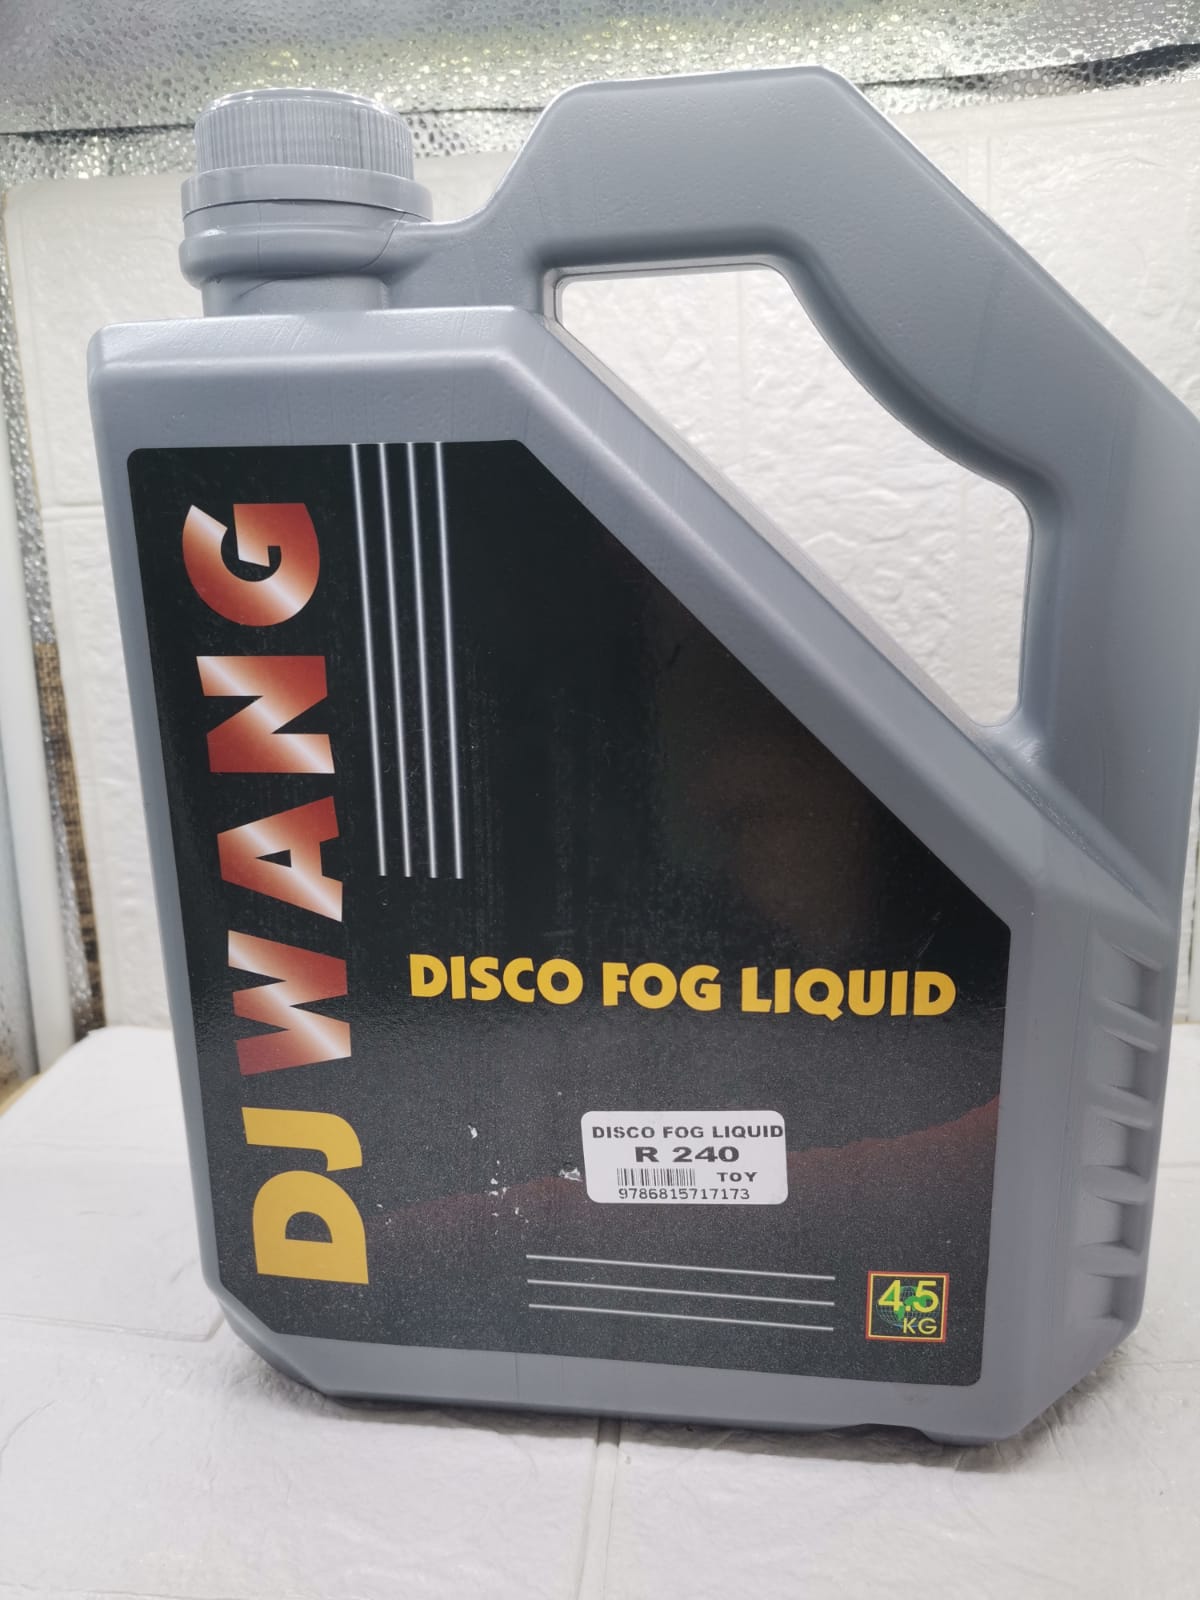 DJ WANG
DISCO FOG LIQUID
DISCO FOG LIQUID
R 240
TOY
9786815717173
4.5
KG